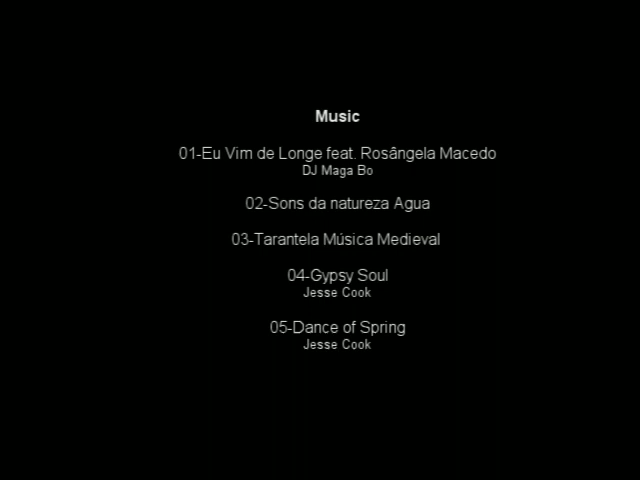 Music
01-Eu Vim de Longe feat. Rosângela Macedo
DJ Maga Bo
02-Sons da natureza Agua
03-Tarantela Música Medieval
04-Gypsy Soul
Jesse Cook
05-Dance of Spring
Jesse Cook